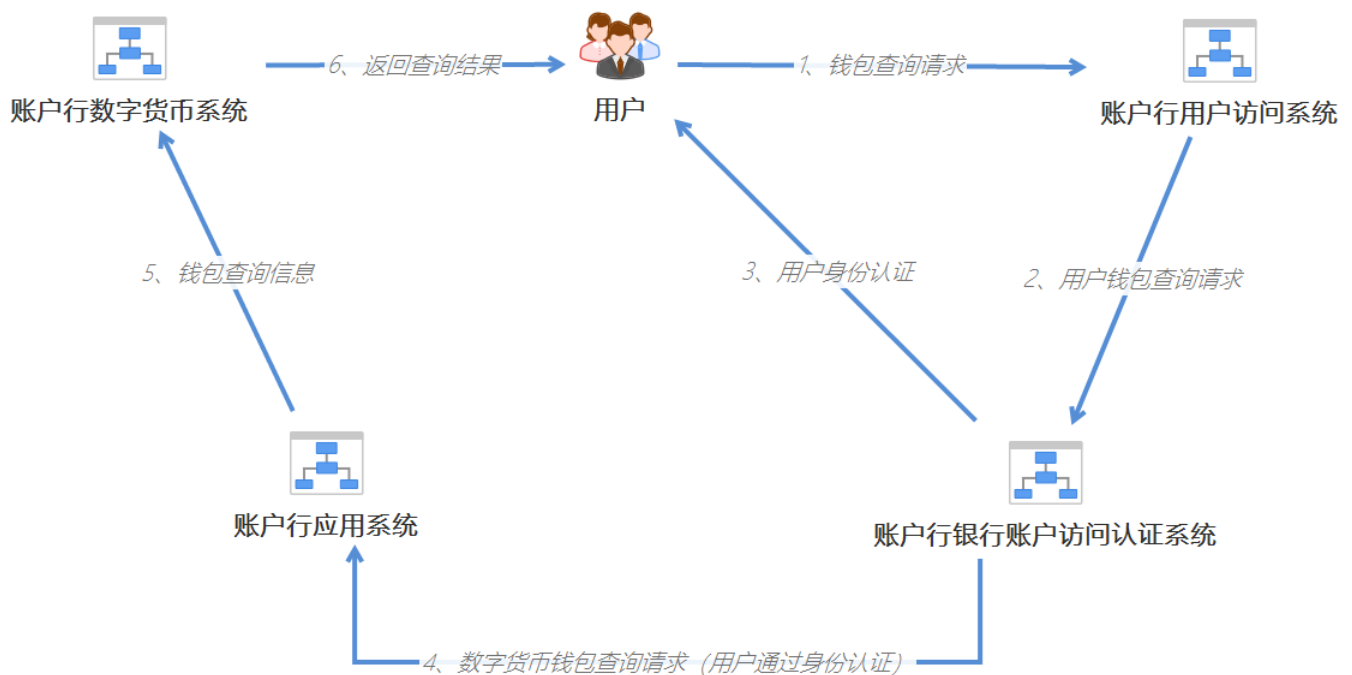 6、返回查询结果
1、钱包查询请求
账户行数字货币系统
用户
账户行用户访问系统
5、钱包查询信息
3、用户身份认证
2、用户钱包查询请求
账户行应用系统
账户行银行账户访问认证系统
4、数字货币钱包查询请求（用户通过身份认证）